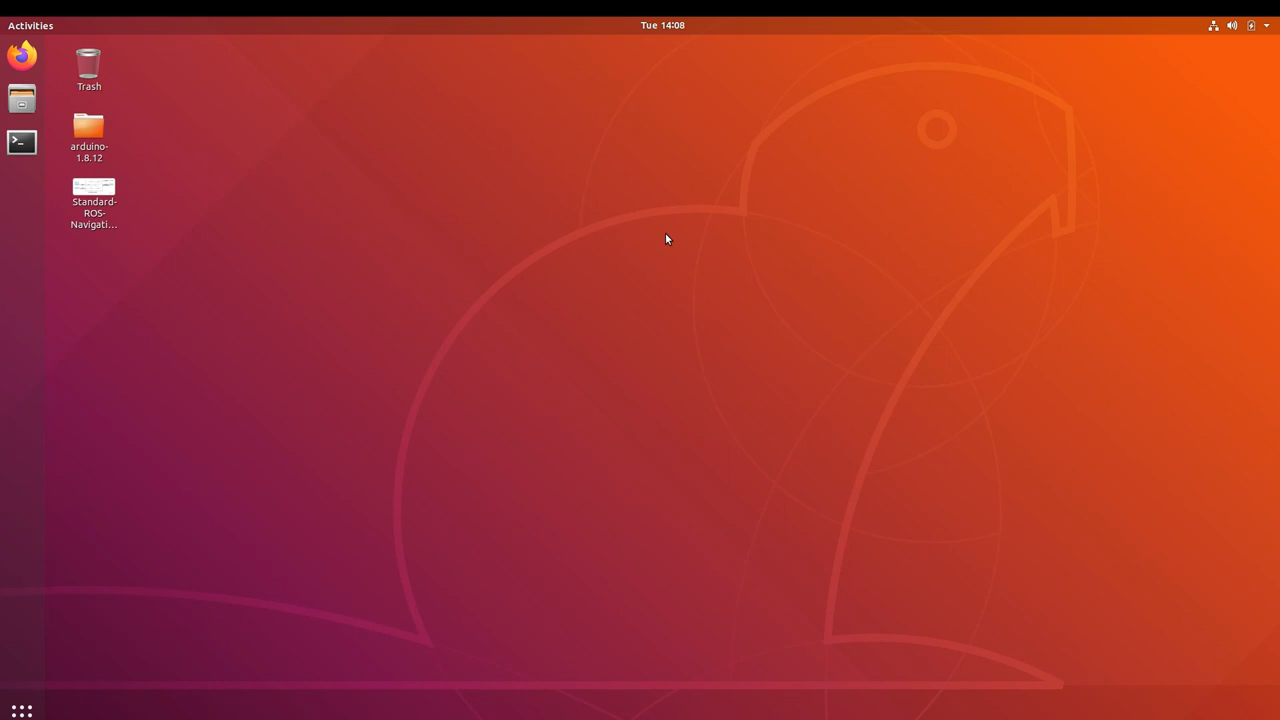 Activities
Tue 14:08
Trash
arduino-
1.8.12
Standard-
ROS-
Navigati...